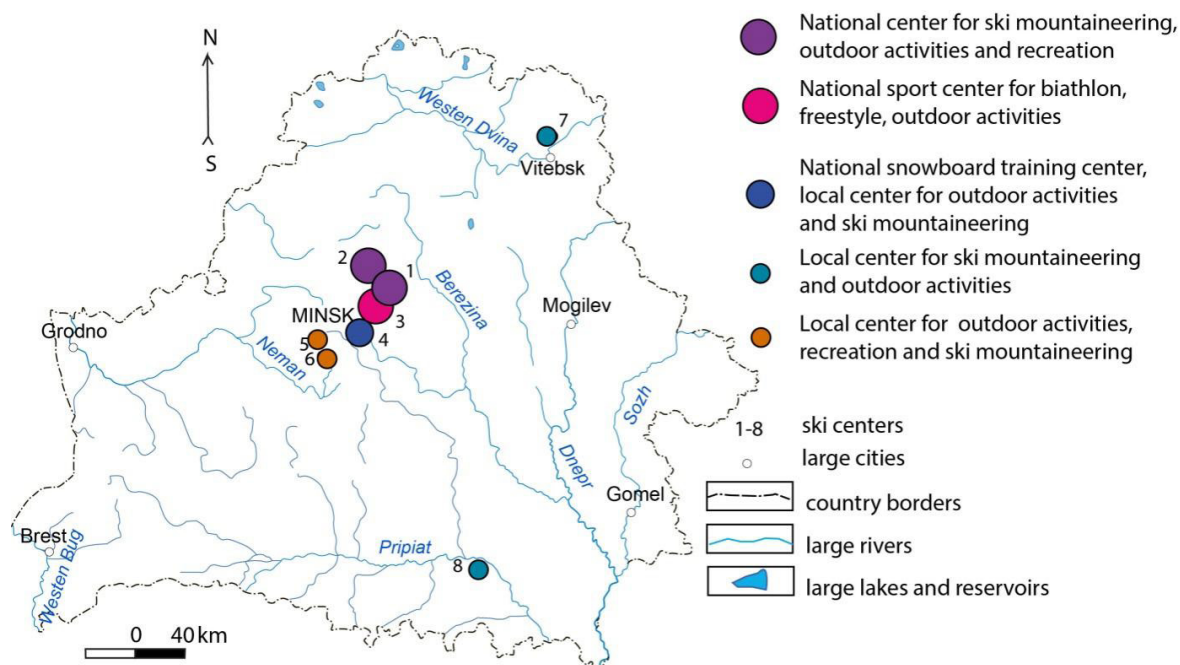 N
S
Westen Dvina
7
Vitebsk
2
1
3
MINSK
4
5
6
Neman
Berezina
Mogilev
Grodno
Sozh
Dnepr
Gomel
Brest
Westen Bug
Pripiat
8
0 40 km
National center for ski mountaineering,
outdoor activities and recreation
National sport center for biathlon,
freestyle, outdoor activities
National snowboard training center,
local center for outdoor activities
and ski mountaineering
Local center for ski mountaineering
and outdoor activities
Local center for outdoor activities,
recreation and ski mountaineering
1-8 ski centers
large cities
country borders
large rivers
large lakes and reservoirs